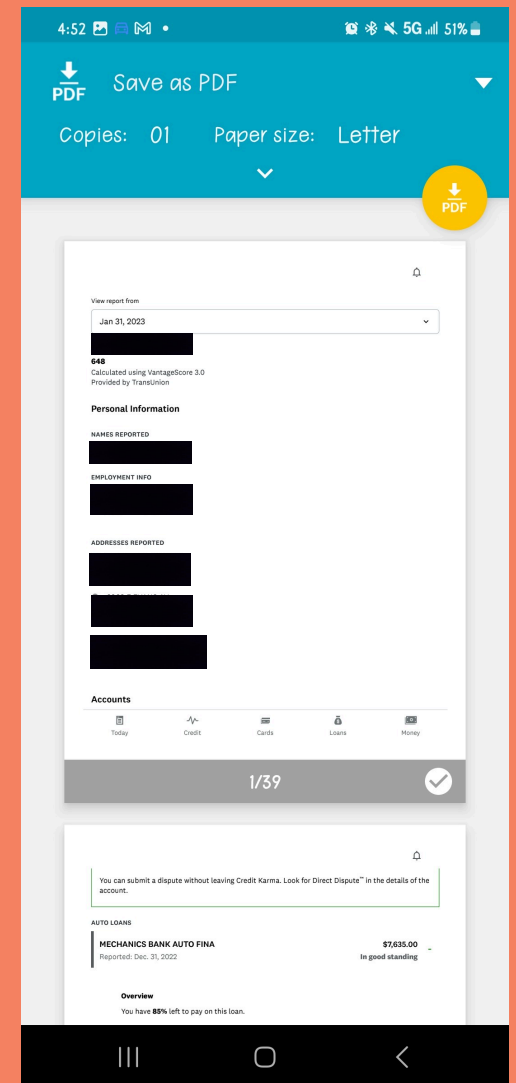 4:52 5G 51%
PDF Save as PDF
Copies: 01 Paper size: Letter
PDF
View report from
Jan 31, 2023
648
Calculated using VantageScore 3.0
Provided by TransUnion
Personal Information
NAMES REPORTED
EMPLOYMENT INFO
ADDRESSES REPORTED
Accounts
Today Credit Cards Loans Money
1/39
You can submit a dispute without leaving Credit Karma. Look for Direct Dispute™ in the details of the
account.
AUTO LOANS
MECHANICS BANK AUTO FINA $7,635.00
Reported: Dec. 31, 2022 In good standing
Overview
You have 85% left to pay on this loan.